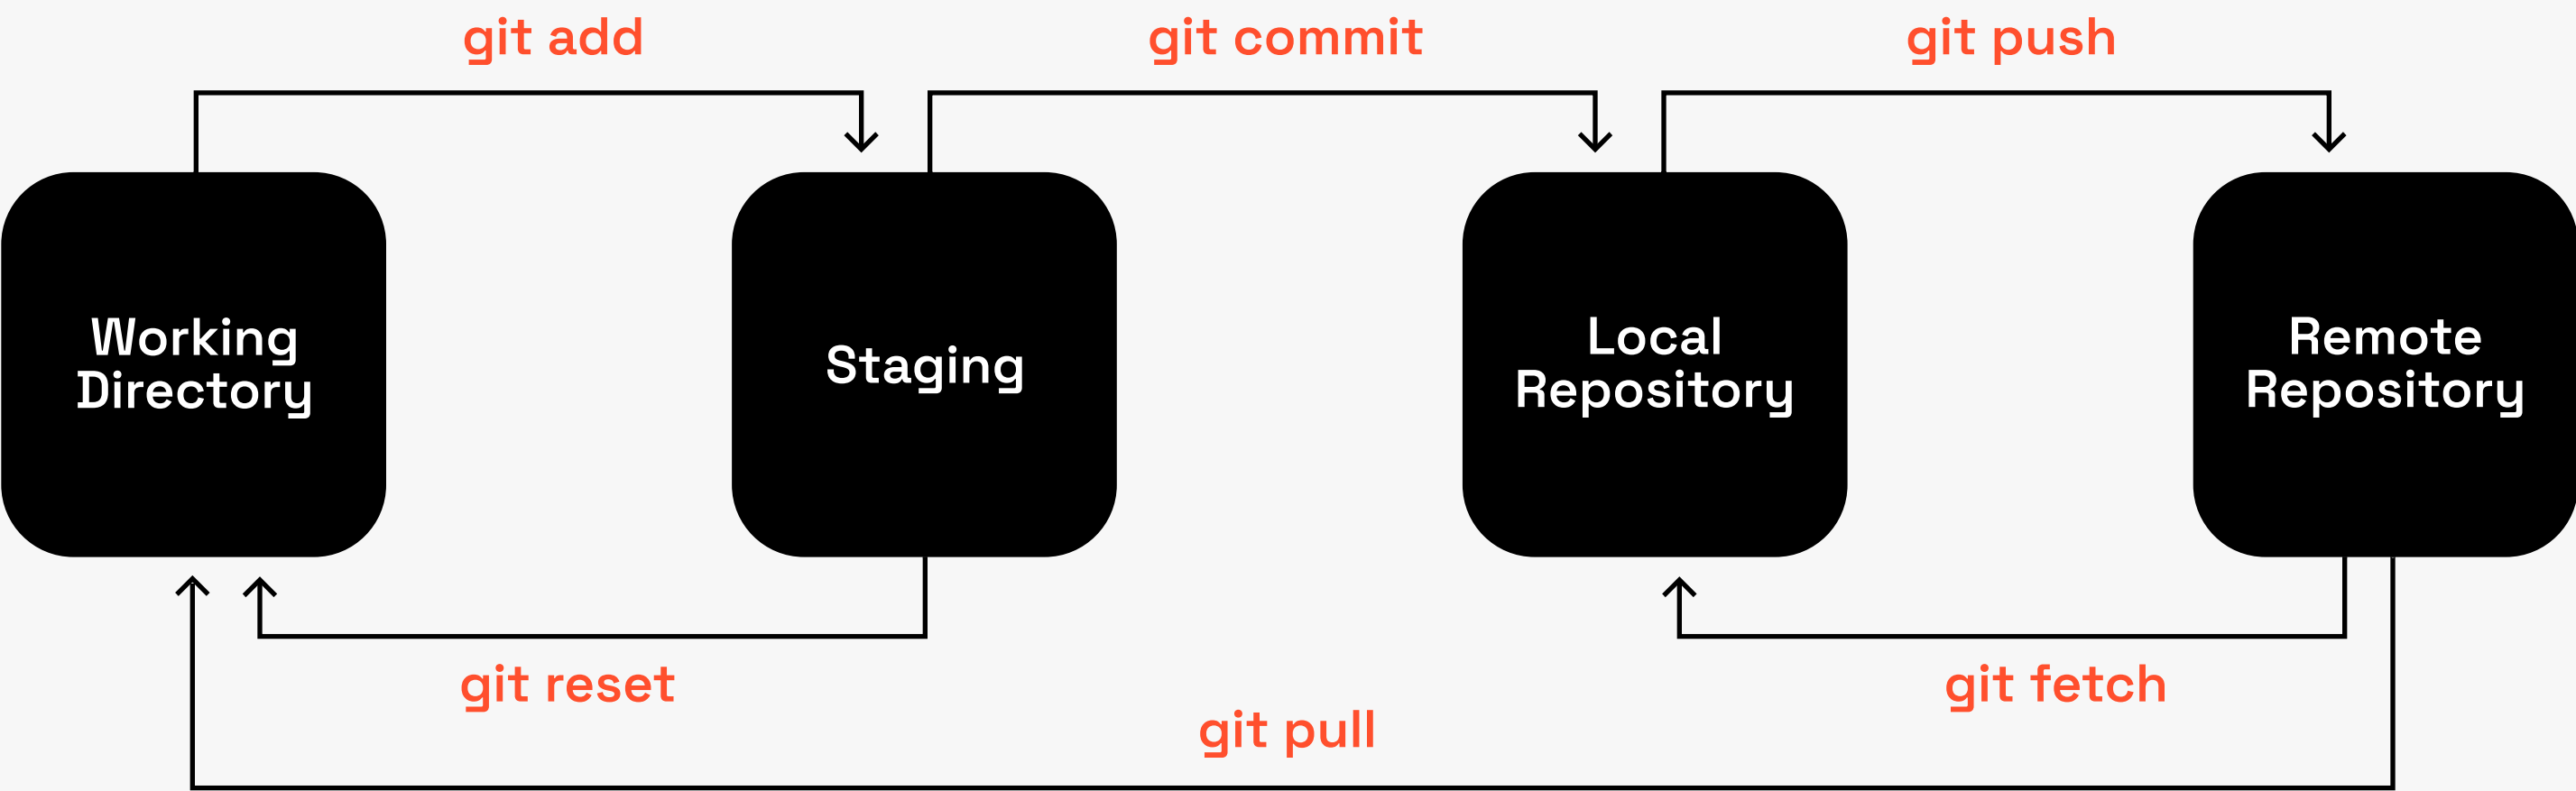 git add
git commit
git push
Working
Directory
Staging
Local
Repository
Remote
Repository
git reset
git fetch
git pull